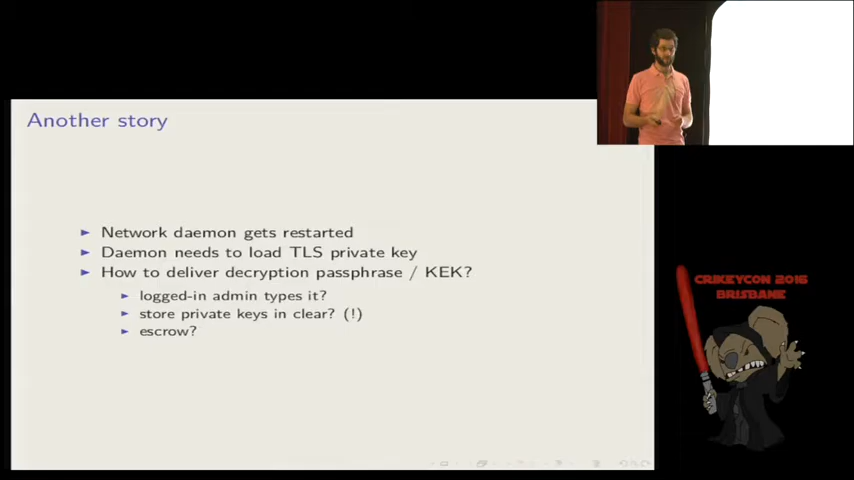 Another story
Network daemon gets restarted
Daemon needs to load TLS private key
How to deliver decryption passphrase / KEK?
logged-in admin types it?
store private keys in clear? (!)
escrow?
CRIKEYCON 2016
BRISBANE